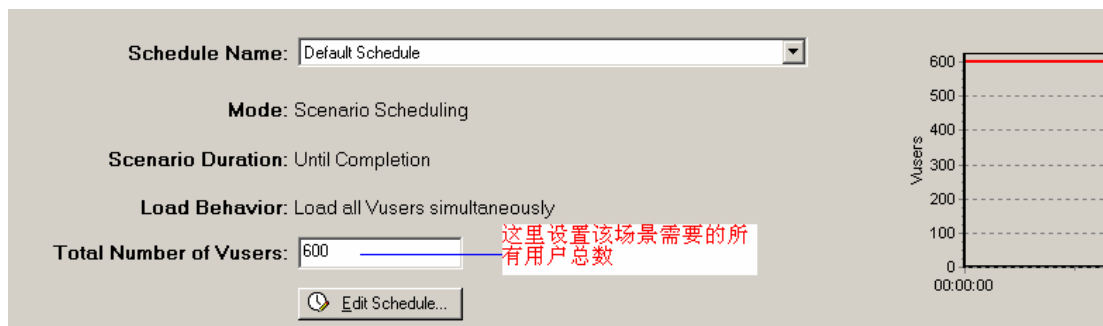 Schedule Name: Default Schedule
Mode: Scenario Scheduling
Scenario Duration: Until Completion
Load Behavior: Load all Vusers simultaneously
Total Number of Vusers: 600
这里设置该场景需要的所
有用户总数
Edit Schedule...
Vusers
600
500
400
300
200
100
0
00:00:00